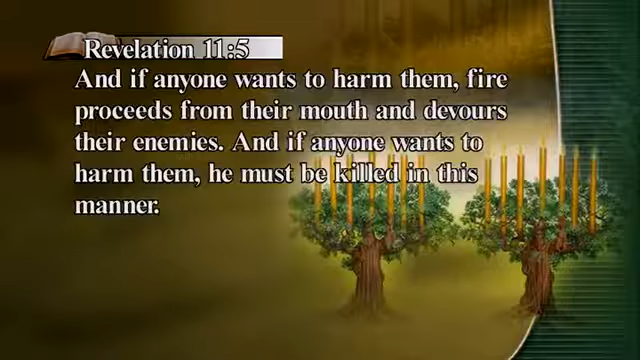 Revelation 11:5
And if anyone wants to harm them, fire
proceeds from their mouth and devours
their enemies. And if anyone wants to
harm them, he must be killed in this
manner.